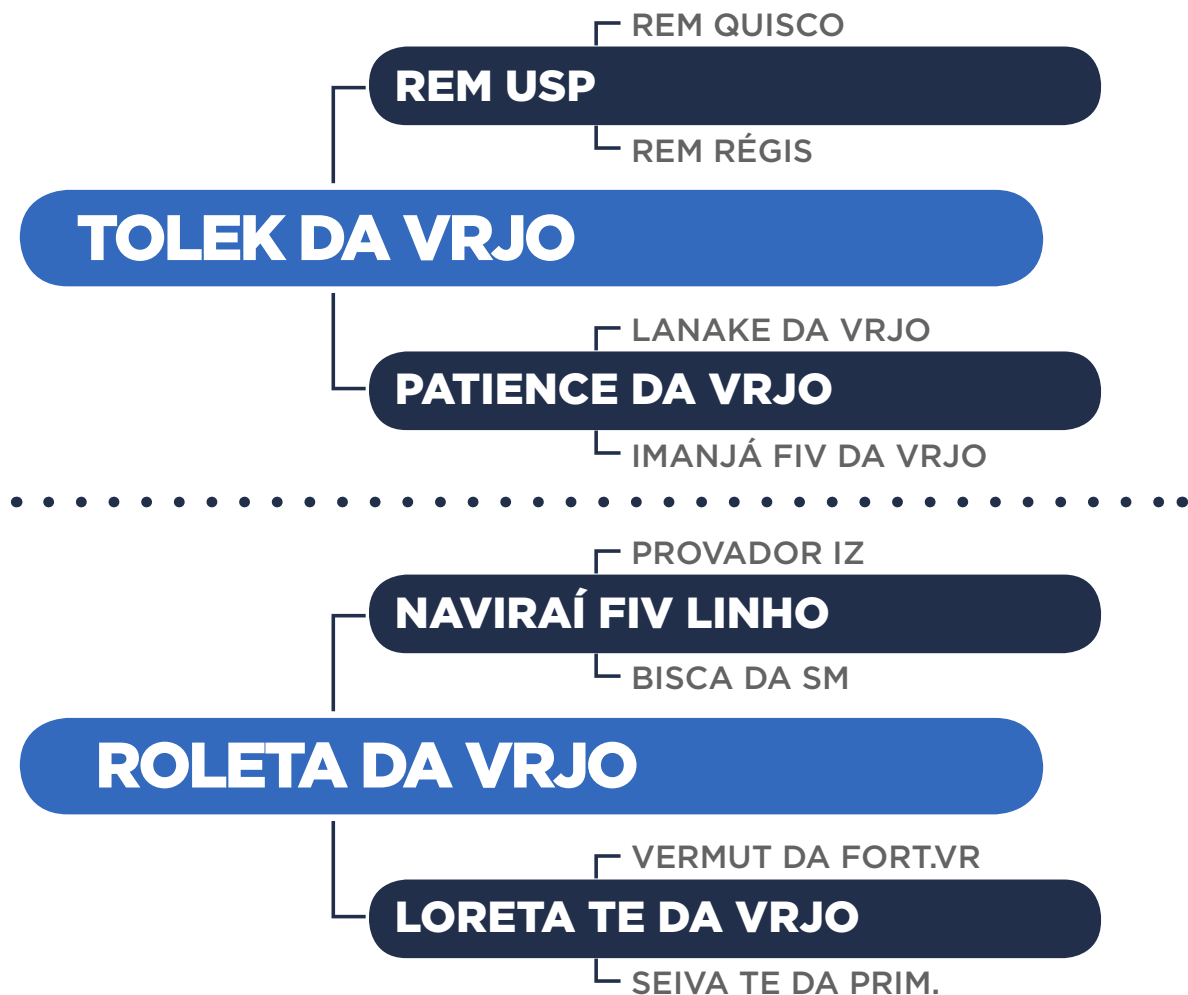 REM QUISCO
REM USP
REM RÉGIS
TOLEK DA VRJO
LANAKE DA VRJO
PATIENCE DA VRJO
IMANJÁ FIV DA VRJO
PROVADOR IZ
NAVIRAÍ FIV LINHO
BISCA DA SM
ROLETA DA VRJO
VERMUT DA FORT.VR
LORETA TE DA VRJO
SEIVA TE DA PRIM.